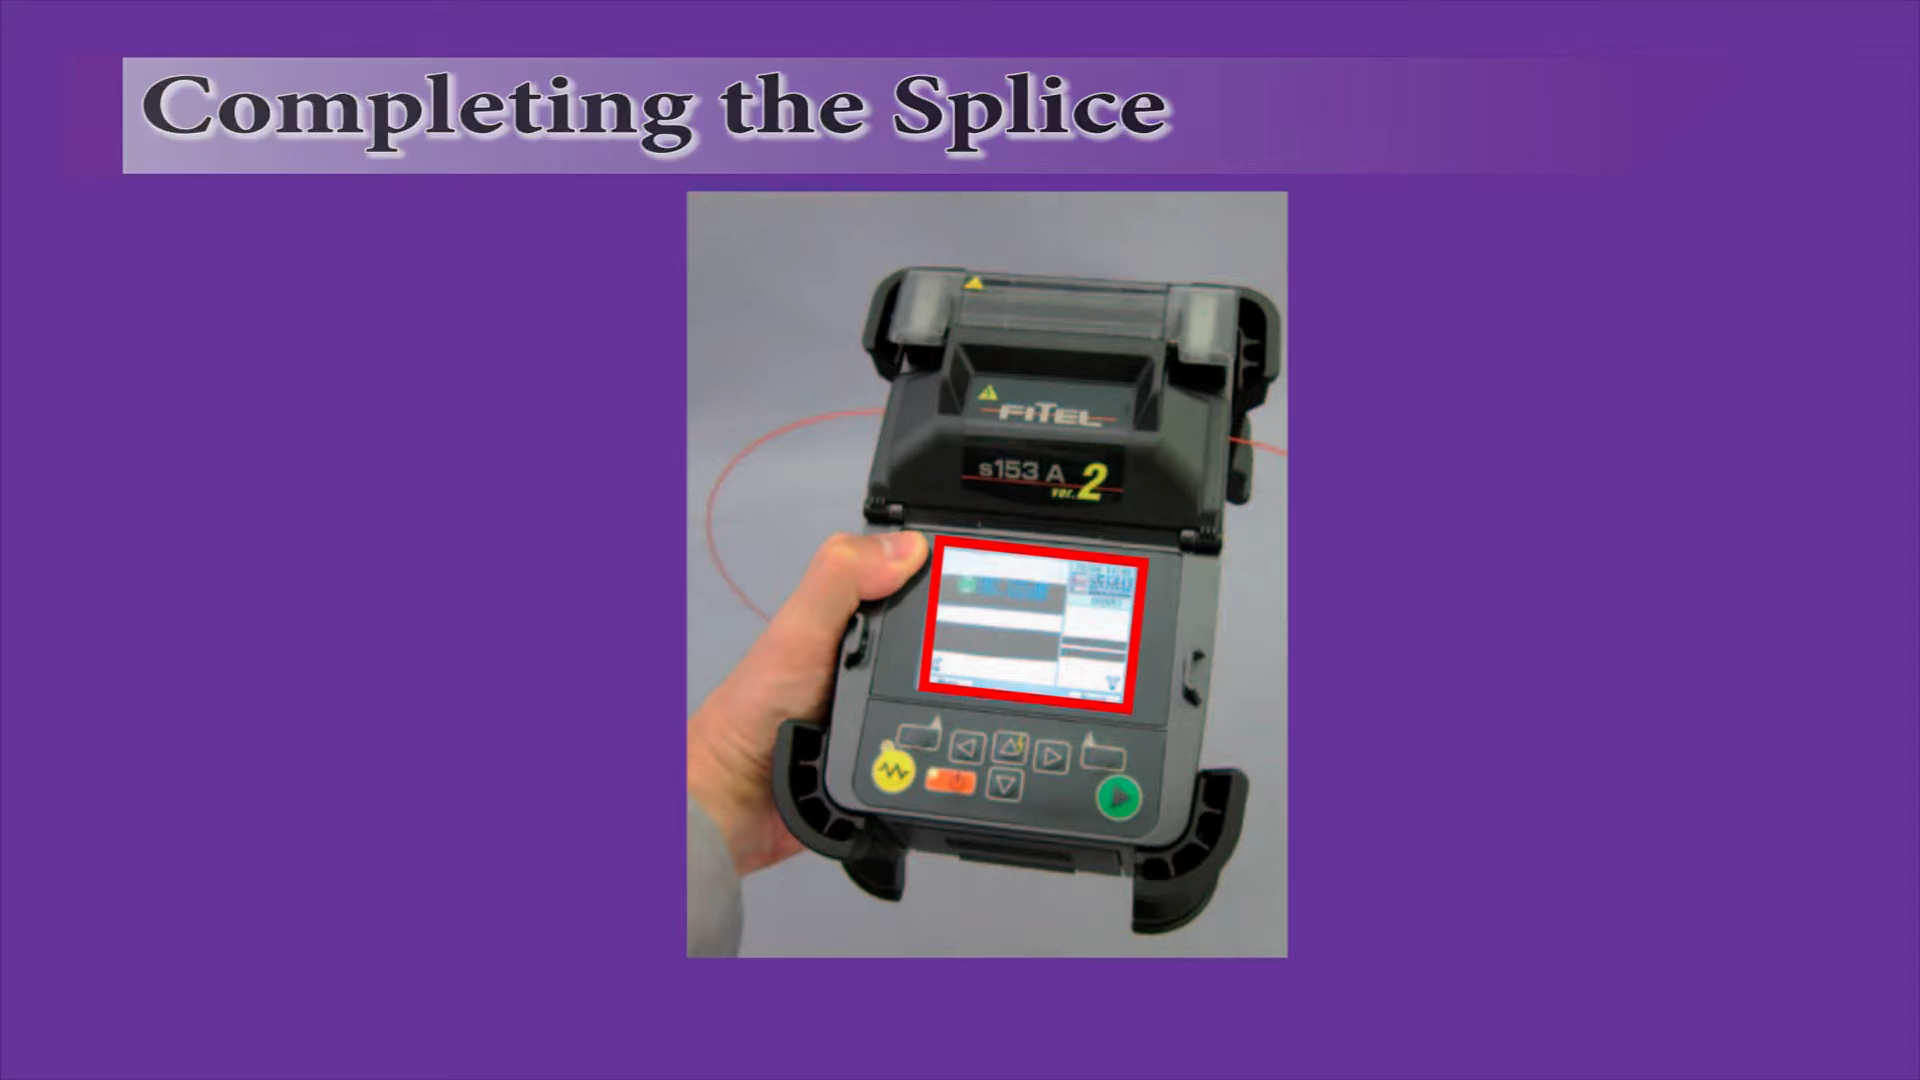 Completing the Splice
FITEL
s153 A
ver.2